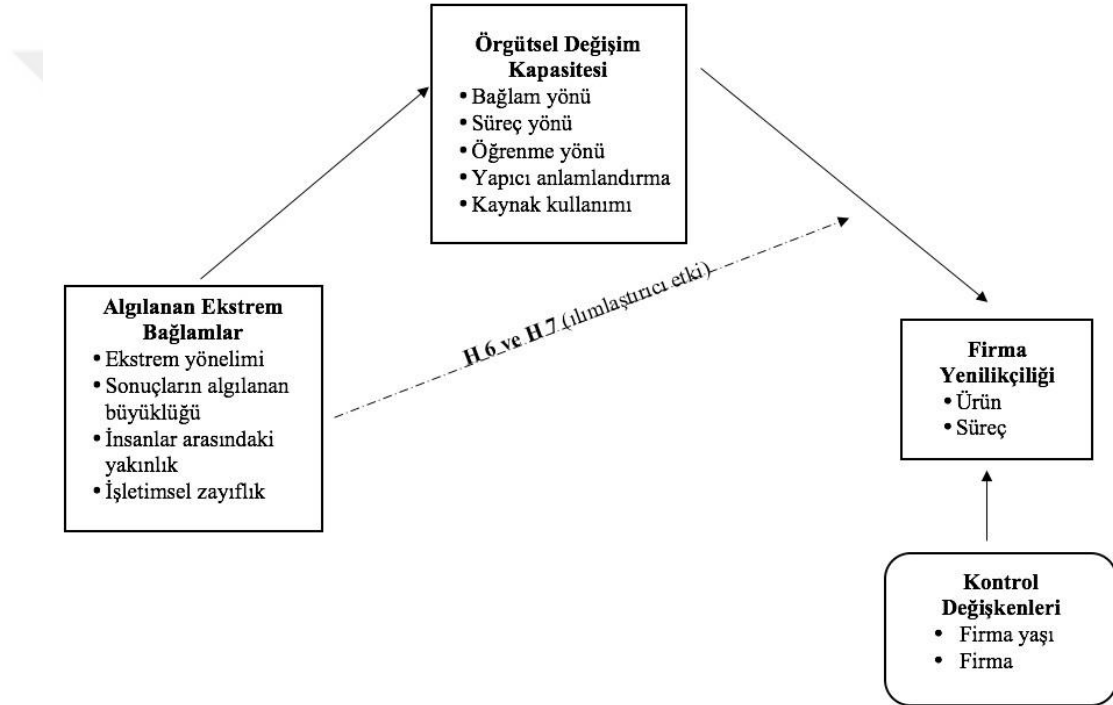 Örgütsel Değişim
Kapasitesi
• Bağlam yönü
• Süreç yönü
• Öğrenme yönü
• Yapıcı anlamlandırma
• Kaynak kullanımı
H 6 ve H 7 (ılımlaştırıcı etki)
Algılanan Ekstrem
Bağlamlar
• Ekstrem yönelimi
• Sonuçların algılanan
büyüklüğü
• İnsanlar arasındaki
yakınlık
• İşletimsel zayıflık
Firma
Yenilikçiliği
• Ürün
• Süreç
Kontrol
Değişkenleri
• Firma yaşı
• Firma